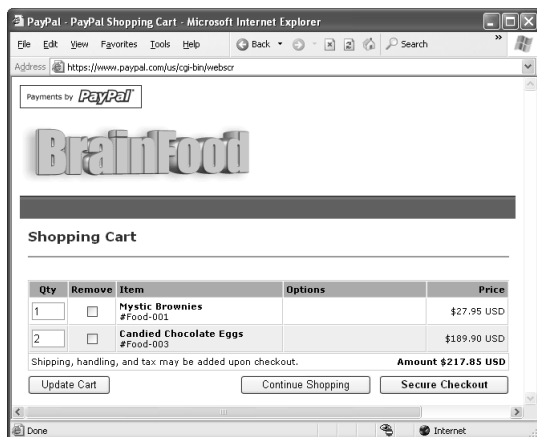 PayPal - PayPal Shopping Cart - Microsoft Internet Explorer
File Edit View Favorites Tools Help Back Search »
Address https://www.paypal.com/us/cgi-bin/webscr
Payments by PayPal
BrainFood
Shopping Cart
Qty Remove Item Options Price
1 Mystic Brownies $27.95 USD
#Food-001
2 Candied Chocolate Eggs $189.90 USD
#Food-003
Shipping, handling, and tax may be added upon checkout. Amount $217.85 USD
Update Cart Continue Shopping Secure Checkout
Done Internet